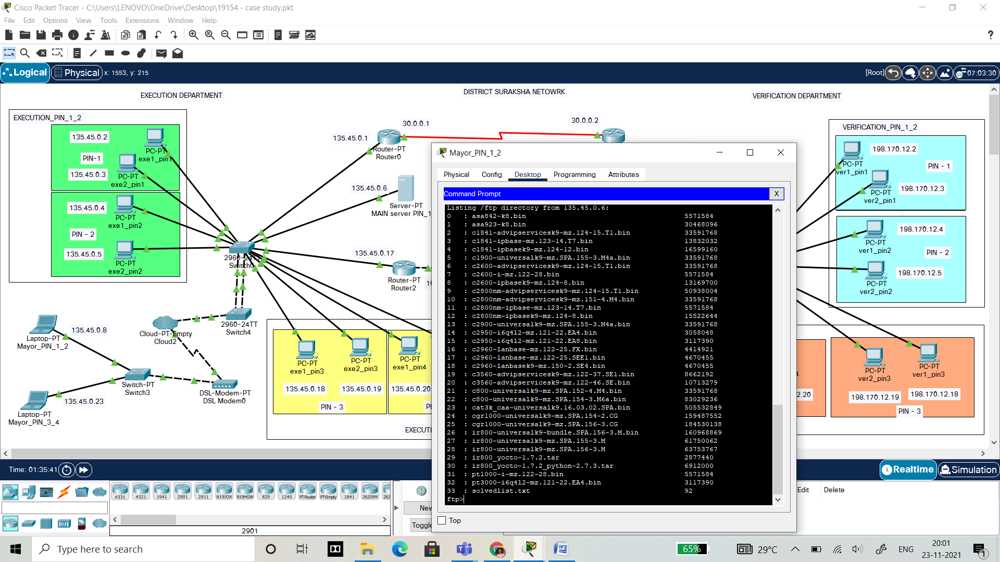 Cisco Packet Tracer - C:\Users\LENOVO\OneDrive\Desktop\19154 - case study.pkt
File Edit Options View Tools Extensions Window Help
Logical Physical x: 1553, y: 215
[Root] 07:03:30
EXECUTION DEPARTMENT
DISTRICT SURAKSHA NETOWRK
VERIFICATION DEPARTMENT
EXECUTION_PIN_1_2
135.45.0.2
PC-PT
exe1_pin1
PIN-1
135.45.0.3
PC-PT
exe2_pin1
135.45.0.4
PC-PT
exe1_pin2
PIN - 2
135.45.0.5
PC-PT
exe2_pin2
30.0.0.1
135.45.0.1
Router-PT
Router0
30.0.0.2
135.45.0.6
Server-PT
MAIN server PIN_1
135.45.0.17
Router-PT
Router2
10
2960-24TT
Switch0
2960-24TT
Switch4
Cloud-PT-Empty
Cloud2
135.45.0.8
Laptop-PT
Mayor_PIN_1_2
Switch-PT
Switch3
DSL-Modem-PT
DSL Modem0
135.45.0.23
Laptop-PT
Mayor_PIN_3_4
PC-PT
exe1_pin3
PC-PT
exe2_pin3
PC-PT
exe1_pin4
135.45.0.18
135.45.0.19
135.45.0.20
PIN - 3
EXECUTI
VERIFICATION_PIN_1_2
198.170.12.2
PC-PT
ver1_pin1
PIN - 1
198.170.12.3
PC-PT
ver2_pin1
198.170.12.4
PC-PT
ver1_pin2
PIN - 2
198.170.12.5
PC-PT
ver2_pin2
PC-PT
ver2_pin3
PC-PT
ver1_pin3
2.20
198.170.12.19
198.170.12.18
PIN - 3
Mayor_PIN_1_2
Physical Config Desktop Programming Attributes
Command Prompt X
Listing /ftp directory from 135.45.0.6:
0 : asa842-k8.bin 5571584
1 : asa923-k8.bin 30468096
2 : c1841-advipservicesk9-mz.124-15.T1.bin 33591768
3 : c1841-ipbase-mz.123-14.T7.bin 13832032
4 : c1841-ipbasek9-mz.124-12.bin 16599160
5 : c1900-universalk9-mz.SPA.155-3.M4a.bin 33591768
6 : c2600-advipservicesk9-mz.124-15.T1.bin 33591768
7 : c2600-i-mz.122-28.bin 5571584
8 : c2600-ipbasek9-mz.124-8.bin 13169700
9 : c2800nm-advipservicesk9-mz.124-15.T1.bin 50938004
10 : c2800nm-advipservicesk9-mz.151-4.M4.bin 33591768
11 : c2800nm-ipbase-mz.123-14.T7.bin 5571584
12 : c2800nm-ipbasek9-mz.124-8.bin 15522644
13 : c2900-universalk9-mz.SPA.155-3.M4a.bin 33591768
14 : c2950-i6q4l2-mz.121-22.EA4.bin 3058048
15 : c2950-i6q4l2-mz.121-22.EA8.bin 3117390
16 : c2960-lanbase-mz.122-25.FX.bin 4414921
17 : c2960-lanbase-mz.122-25.SEE1.bin 4670455
18 : c2960-lanbasek9-mz.150-2.SE4.bin 4670455
19 : c3560-advipservicesk9-mz.122-37.SE1.bin 8662192
20 : c3560-advipservicesk9-mz.122-46.SE.bin 10713279
21 : c800-universalk9-mz.SPA.152-4.M4.bin 33591768
22 : c800-universalk9-mz.SPA.154-3.M6a.bin 83029236
23 : cat3k_caa-universalk9.16.03.02.SPA.bin 505532849
24 : cgr1000-universalk9-mz.SPA.154-2.CG 159487552
25 : cgr1000-universalk9-mz.SPA.156-3.CG 184530138
26 : ir800-universalk9-bundle.SPA.156-3.M.bin 160968869
27 : ir800-universalk9-mz.SPA.155-3.M 61750062
28 : ir800-universalk9-mz.SPA.156-3.M 63753767
29 : ir800_yocto-1.7.2.tar 2877440
30 : ir800_yocto-1.7.2_python-2.7.3.tar 6912000
31 : pt1000-i-mz.122-28.bin 5571584
32 : pt3000-i6q4l2-mz.121-22.EA4.bin 3117390
33 : solvedlist.txt 92
ftp>
Top
Time: 01:35:41
Realtime Simulation
4331 4321 1941 2901 2911 819IOX 819HGW 829 1240 PT-Router PT-Empty 1841 2620XM 262
2901
New
Toggle
Edit Delete
Type here to search
65%
29°C
ENG
20:01
23-11-2021
1